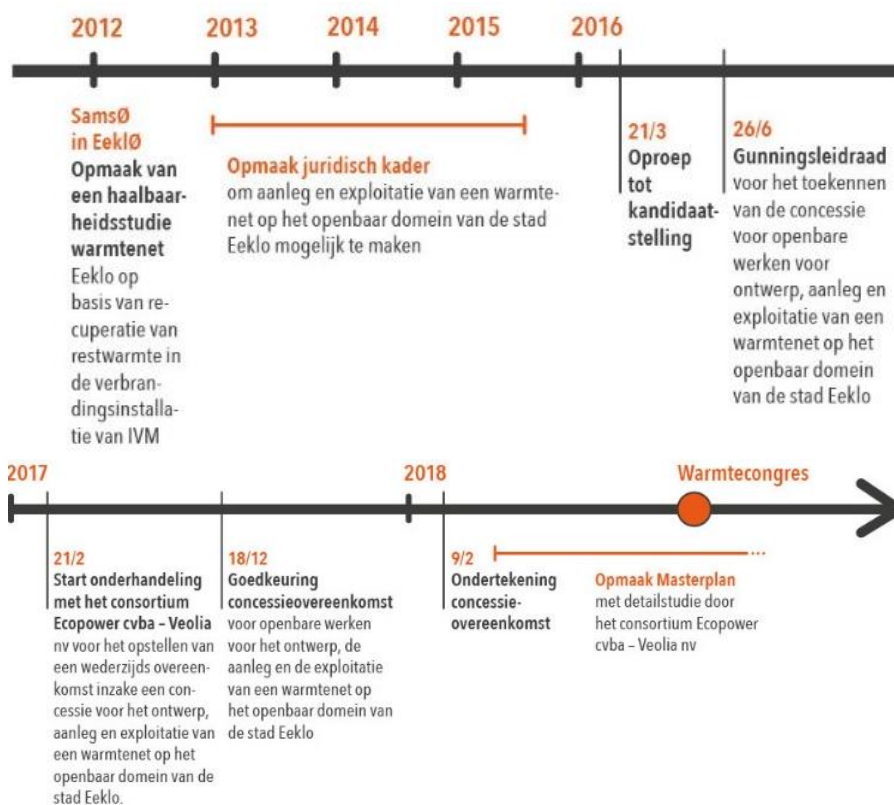 2012
2013
2014
2015
2016
SamsØ
in EeklØ
Opmaak van
een haalbaar-
heidsstudie
warmtenet
Eeklo op
basis van re-
cuperatie van
restwarmte in
de verbran-
dingsinstalla-
tie van IVM
Opmaak juridisch kader
om aanleg en exploitatie van een warmte-
net op het openbaar domein van de stad
Eeklo mogelijk te maken
21/3
Oproep
tot
kandidaat-
stelling
26/6
Gunningsleidraad
voor het toekennen
van de concessie
voor openbare
werken voor
ontwerp, aanleg en
exploitatie van een
warmtenet op het
openbaar domein
van de stad Eeklo
2017
2018
Warmtecongres
21/2
Start onderhandeling
met het consortium
Ecopower cvba – Veolia
nv voor het opstellen van
een wederzijds overeen-
komst inzake een con-
cessie voor het ontwerp,
aanleg en exploitatie van
een warmtenet op het
openbaar domein van de
stad Eeklo.
18/12
Goedkeuring
concessieovereenkomst
voor openbare werken
voor het ontwerp, de
aanleg en de exploitatie
van een warmtenet op
het openbaar domein van
de stad Eeklo
9/2
Ondertekening
concessie-
overeenkomst
Opmaak Masterplan
met detailstudie door
het consortium Ecopower
cvba – Veolia nv